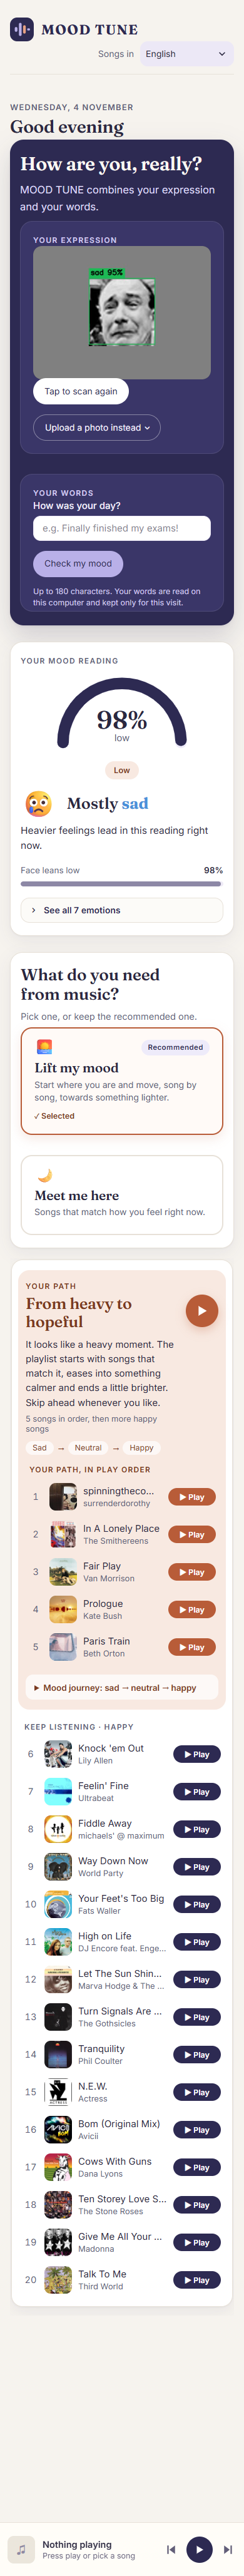 MOOD TUNE
Songs in English
WEDNESDAY, 4 NOVEMBER
Good evening
How are you, really?
MOOD TUNE combines your expression
and your words.
YOUR EXPRESSION
sad 95%
Tap to scan again
Upload a photo instead
YOUR WORDS
How was your day?
e.g. Finally finished my exams!
Check my mood
Up to 180 characters. Your words are read on
this computer and kept only for this visit.
YOUR MOOD READING
98%
low
Low
Mostly sad
Heavier feelings lead in this reading right
now.
Face leans low 98%
See all 7 emotions
What do you need
from music?
Pick one, or keep the recommended one.
Recommended
Lift my mood
Start where you are and move, song by
song, towards something lighter.
✓ Selected
Meet me here
Songs that match how you feel right now.
YOUR PATH
From heavy to
hopeful
It looks like a heavy moment. The
playlist starts with songs that
match it, eases into something
calmer and ends a little brighter.
Skip ahead whenever you like.
5 songs in order, then more happy
songs
Sad → Neutral → Happy
YOUR PATH, IN PLAY ORDER
1 spinningtheco... ▶ Play
surrenderdorothy
2 In A Lonely Place ▶ Play
The Smithereens
3 Fair Play ▶ Play
Van Morrison
4 Prologue ▶ Play
Kate Bush
5 Paris Train ▶ Play
Beth Orton
▶ Mood journey: sad → neutral → happy
KEEP LISTENING · HAPPY
6 Knock 'em Out ▶ Play
Lily Allen
7 Feelin' Fine ▶ Play
Ultrabeat
8 Fiddle Away ▶ Play
michaels' @ maximum
9 Way Down Now ▶ Play
World Party
10 Your Feet's Too Big ▶ Play
Fats Waller
11 High on Life ▶ Play
DJ Encore feat. Enge...
12 Let The Sun Shin... ▶ Play
Marva Hodge & The ...
13 Turn Signals Are ... ▶ Play
The Gothsicles
14 Tranquility ▶ Play
Phil Coulter
15 N.E.W. ▶ Play
Actress
16 Bom (Original Mix) ▶ Play
Avicii
17 Cows With Guns ▶ Play
Dana Lyons
18 Ten Storey Love S... ▶ Play
The Stone Roses
19 Give Me All Your ... ▶ Play
Madonna
20 Talk To Me ▶ Play
Third World
Nothing playing
Press play or pick a song